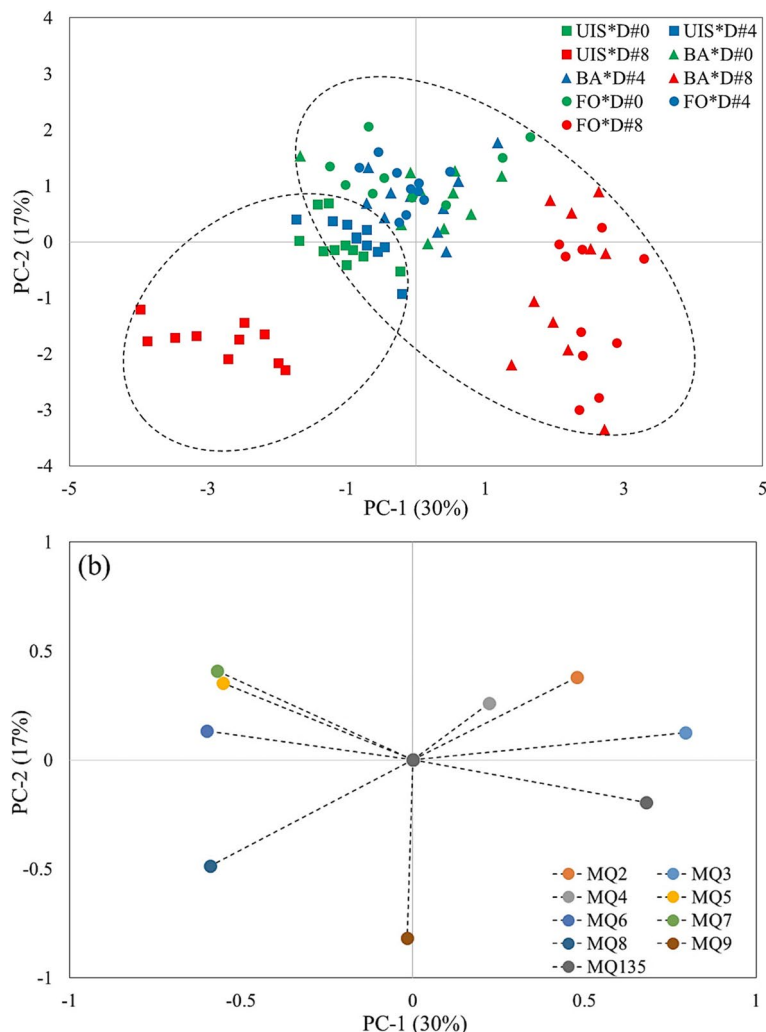 4
3
2
1
0
-1
-2
-3
-4
PC-2 (17%)
UIS*D#0 UIS*D#4
UIS*D#8 BA*D#0
BA*D#4 BA*D#8
FO*D#0 FO*D#4
FO*D#8
-5 -3 -1 1 3 5
PC-1 (30%)
(b)
1
0.5
0
-0.5
-1
PC-2 (17%)
MQ2 MQ3
MQ4 MQ5
MQ6 MQ7
MQ8 MQ9
MQ135
-1 -0.5 0 0.5 1
PC-1 (30%)